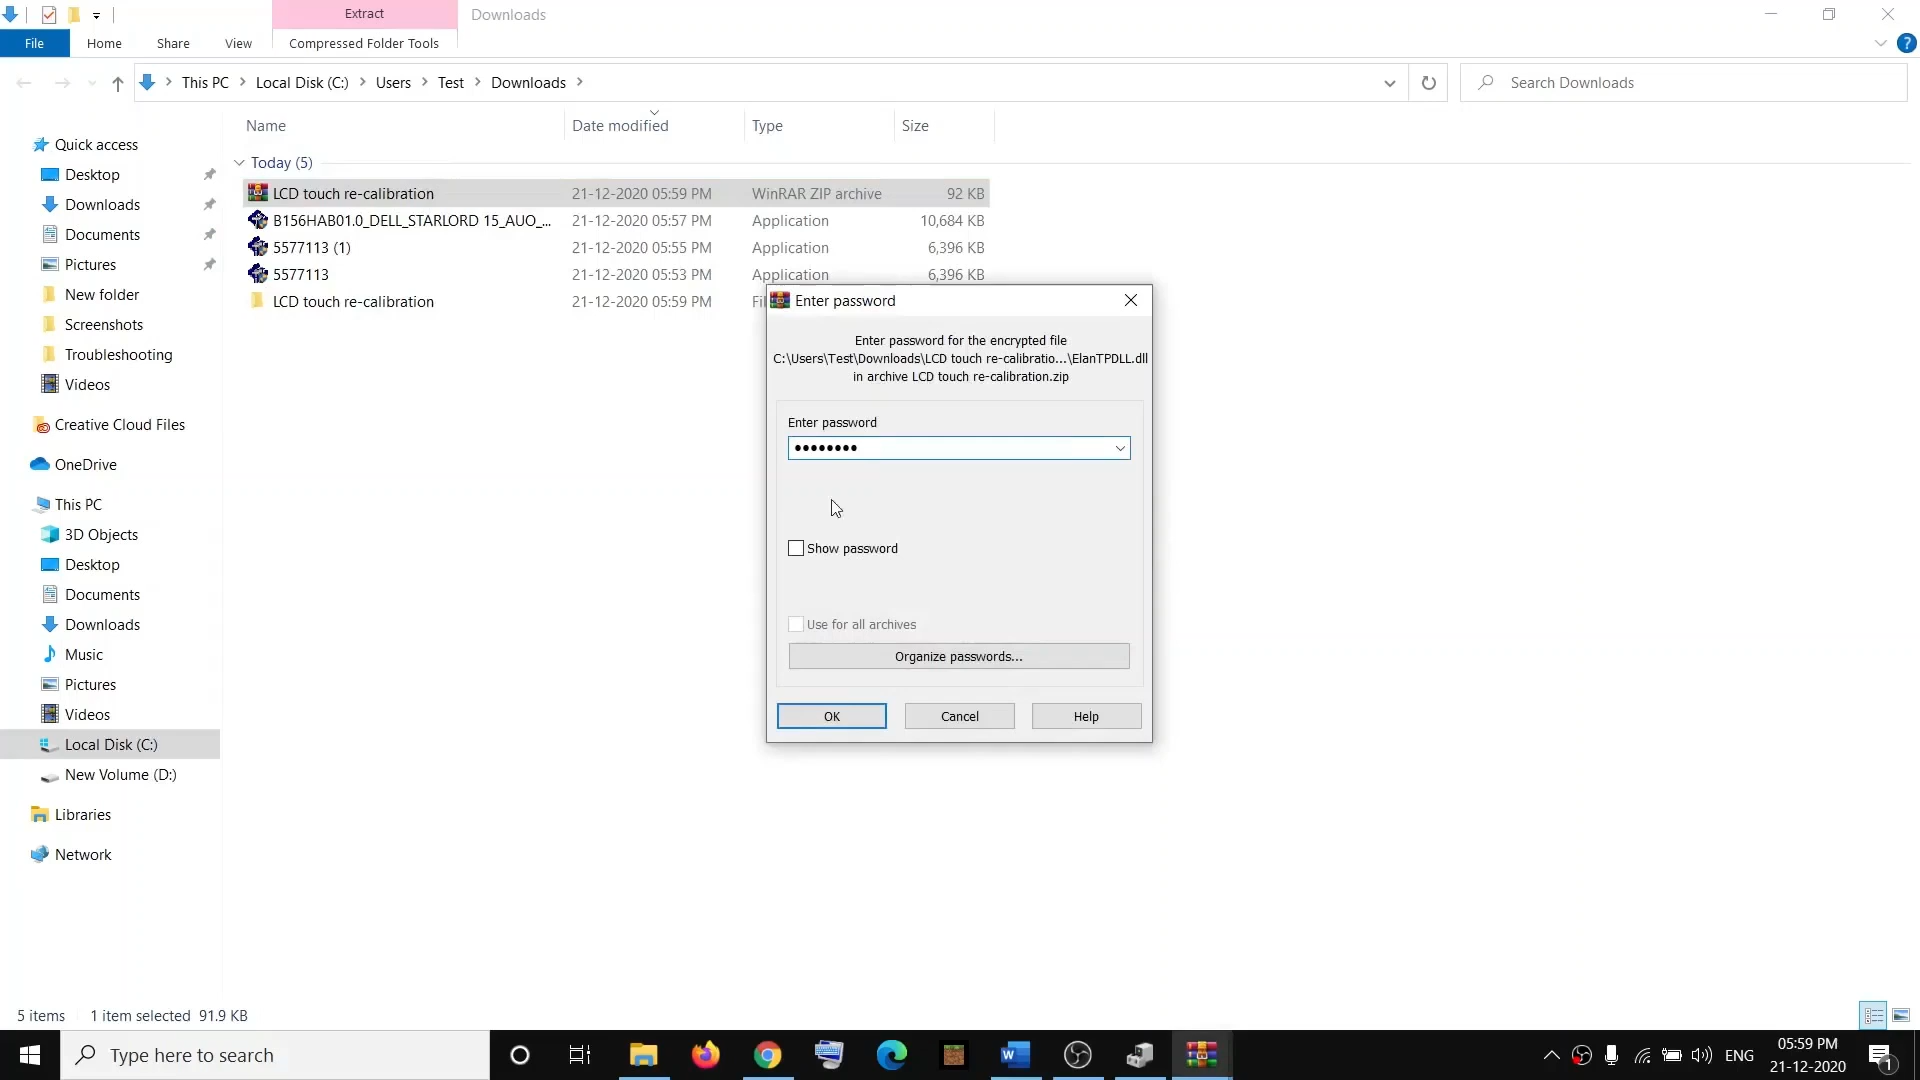 Extract
Downloads
File
Home
Share
View
Compressed Folder Tools
?
This PC
Local Disk (C:)
Users
Test
Downloads
Search Downloads
Name
Date modified
Type
Size
Today (5)
LCD touch re-calibration 21-12-2020 05:59 PM WinRAR ZIP archive 92 KB
B156HAB01.0_DELL_STARLORD 15_AUO_... 21-12-2020 05:57 PM Application 10,684 KB
5577113 (1) 21-12-2020 05:55 PM Application 6,396 KB
5577113 21-12-2020 05:53 PM Application 6,396 KB
LCD touch re-calibration 21-12-2020 05:59 PM
Quick access
Desktop
Downloads
Documents
Pictures
New folder
Screenshots
Troubleshooting
Videos
Creative Cloud Files
OneDrive
This PC
3D Objects
Desktop
Documents
Downloads
Music
Pictures
Videos
Local Disk (C:)
New Volume (D:)
Libraries
Network
Enter password
Enter password for the encrypted file
C:\Users\Test\Downloads\LCD touch re-calibratio...\ElanTPDLL.dll
in archive LCD touch re-calibration.zip
Enter password
••••••••
Show password
Use for all archives
Organize passwords...
OK
Cancel
Help
5 items
1 item selected 91.9 KB
Type here to search
ENG
05:59 PM
21-12-2020
1